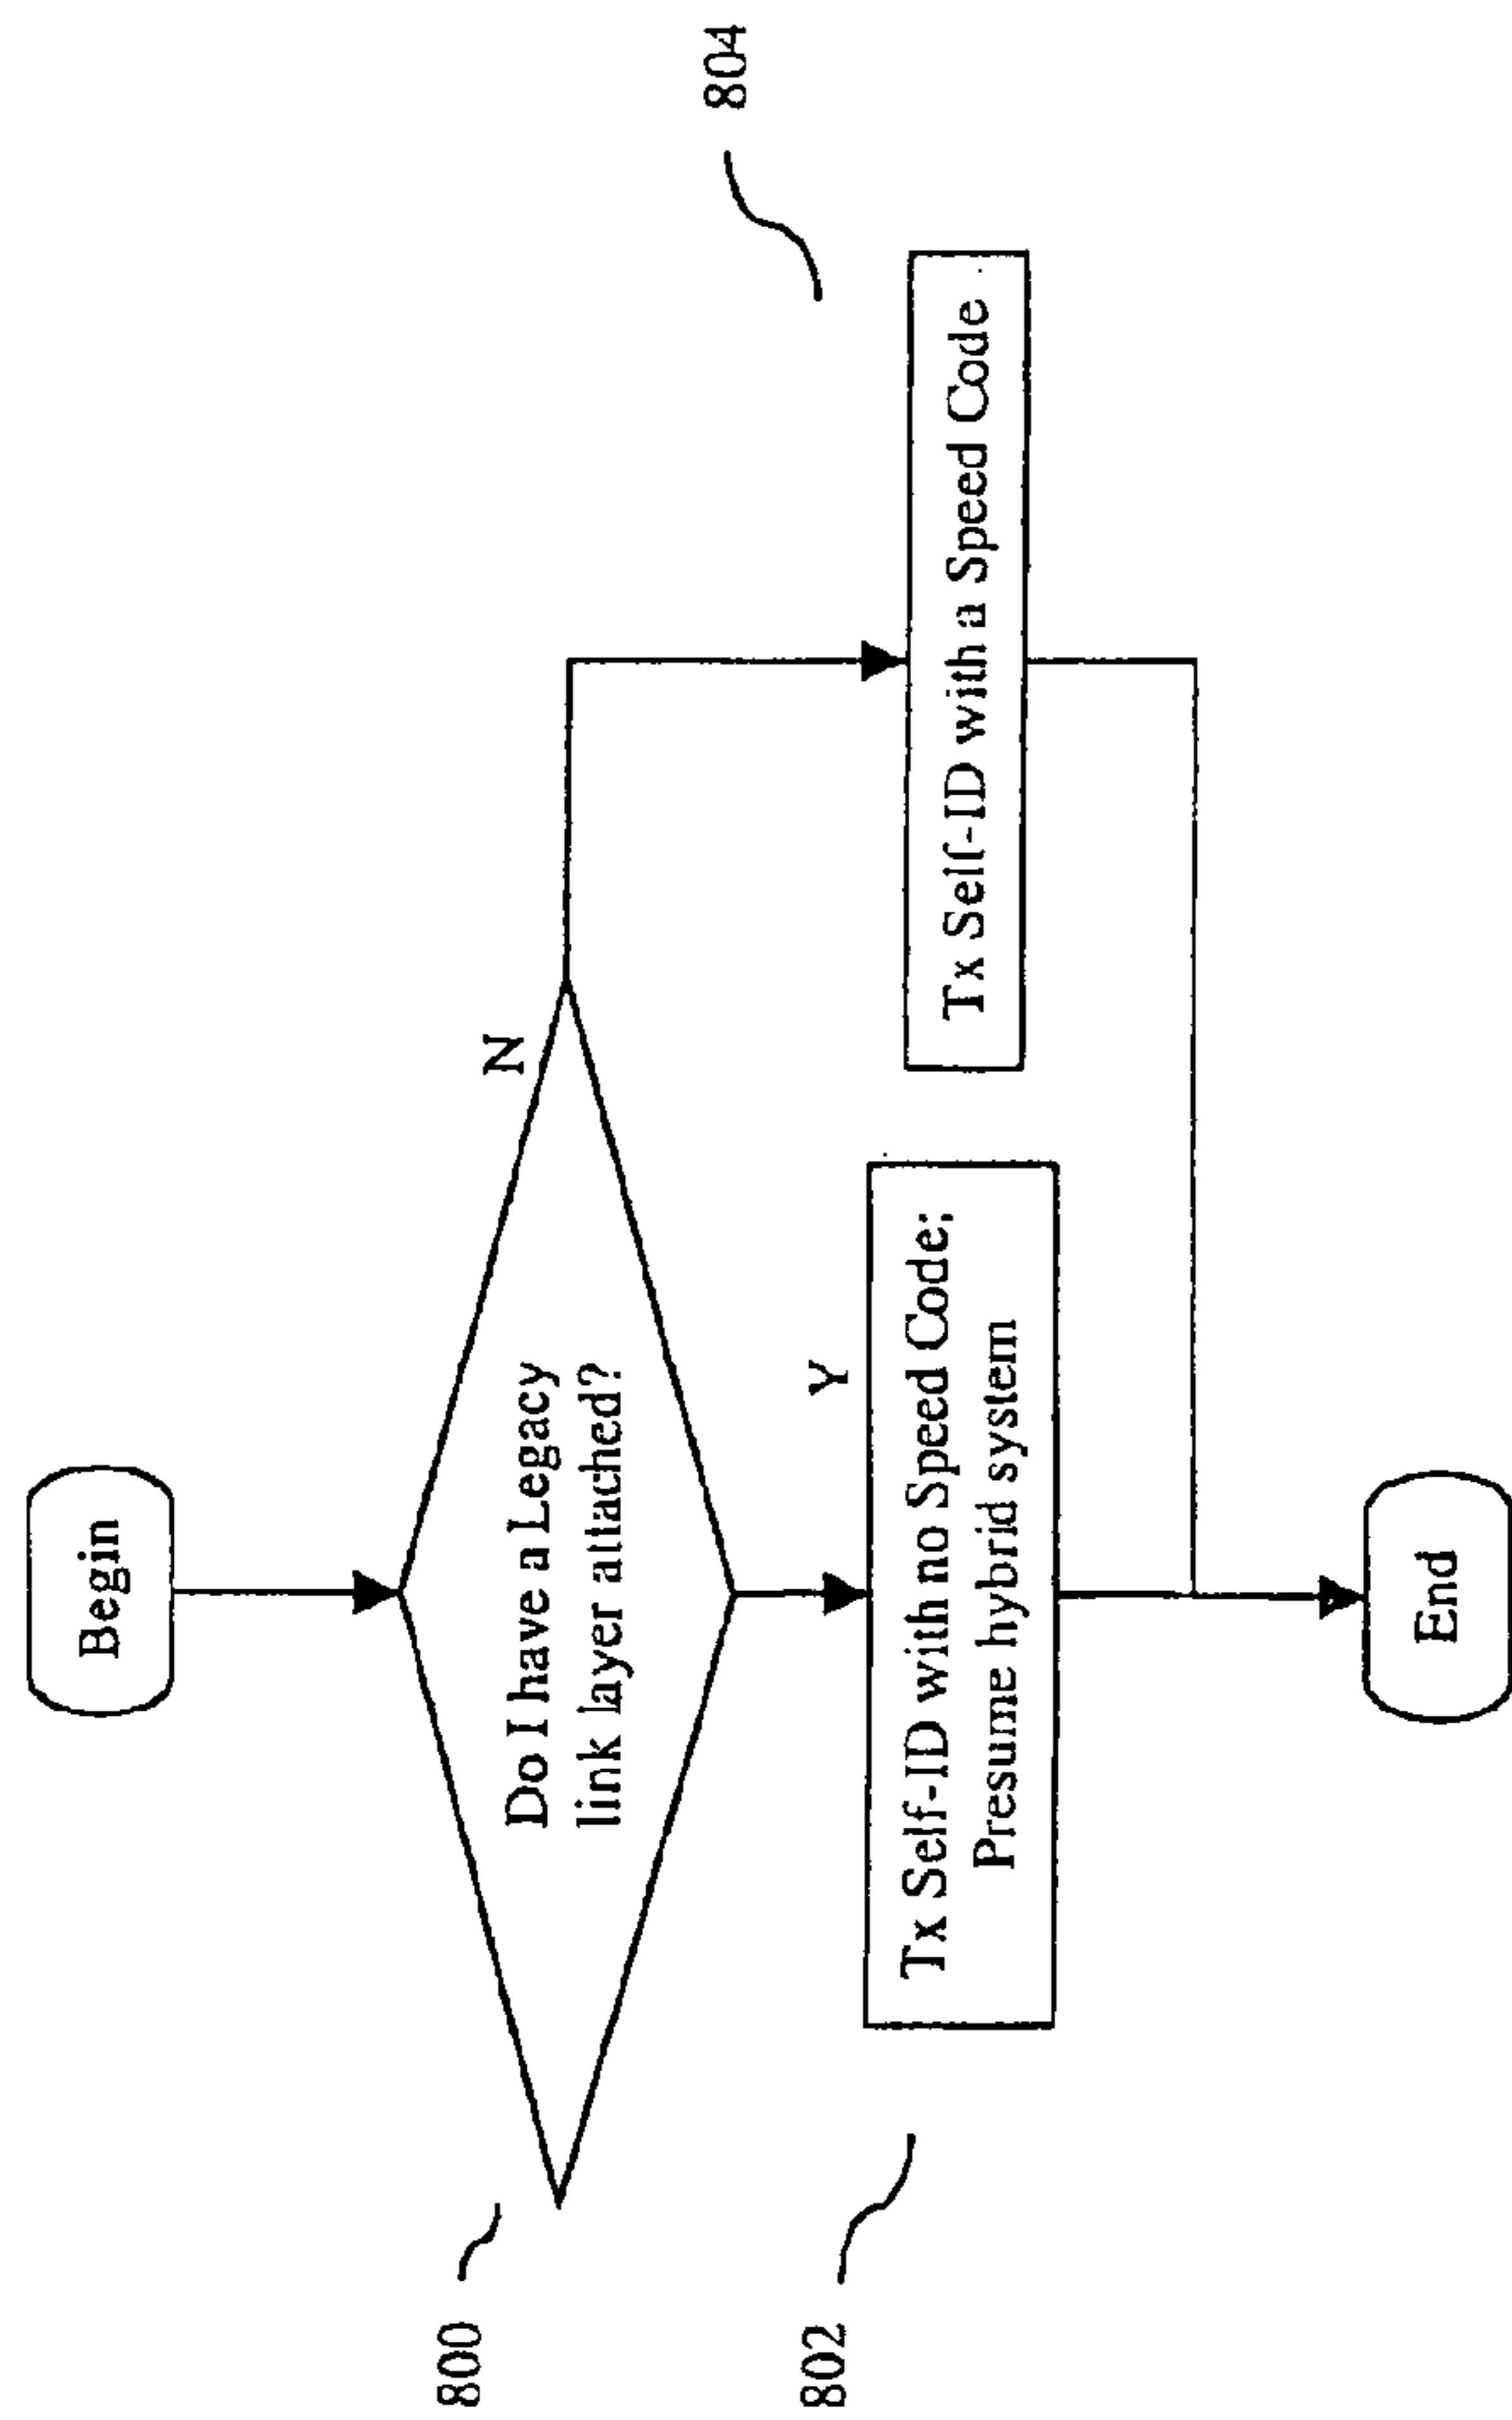 Begin
800
Do I have a Legacy
link layer attached?
N
Y
802
Tx Self-ID with no Speed Code;
Presume hybrid system
804
Tx Self-ID with a Speed Code
End